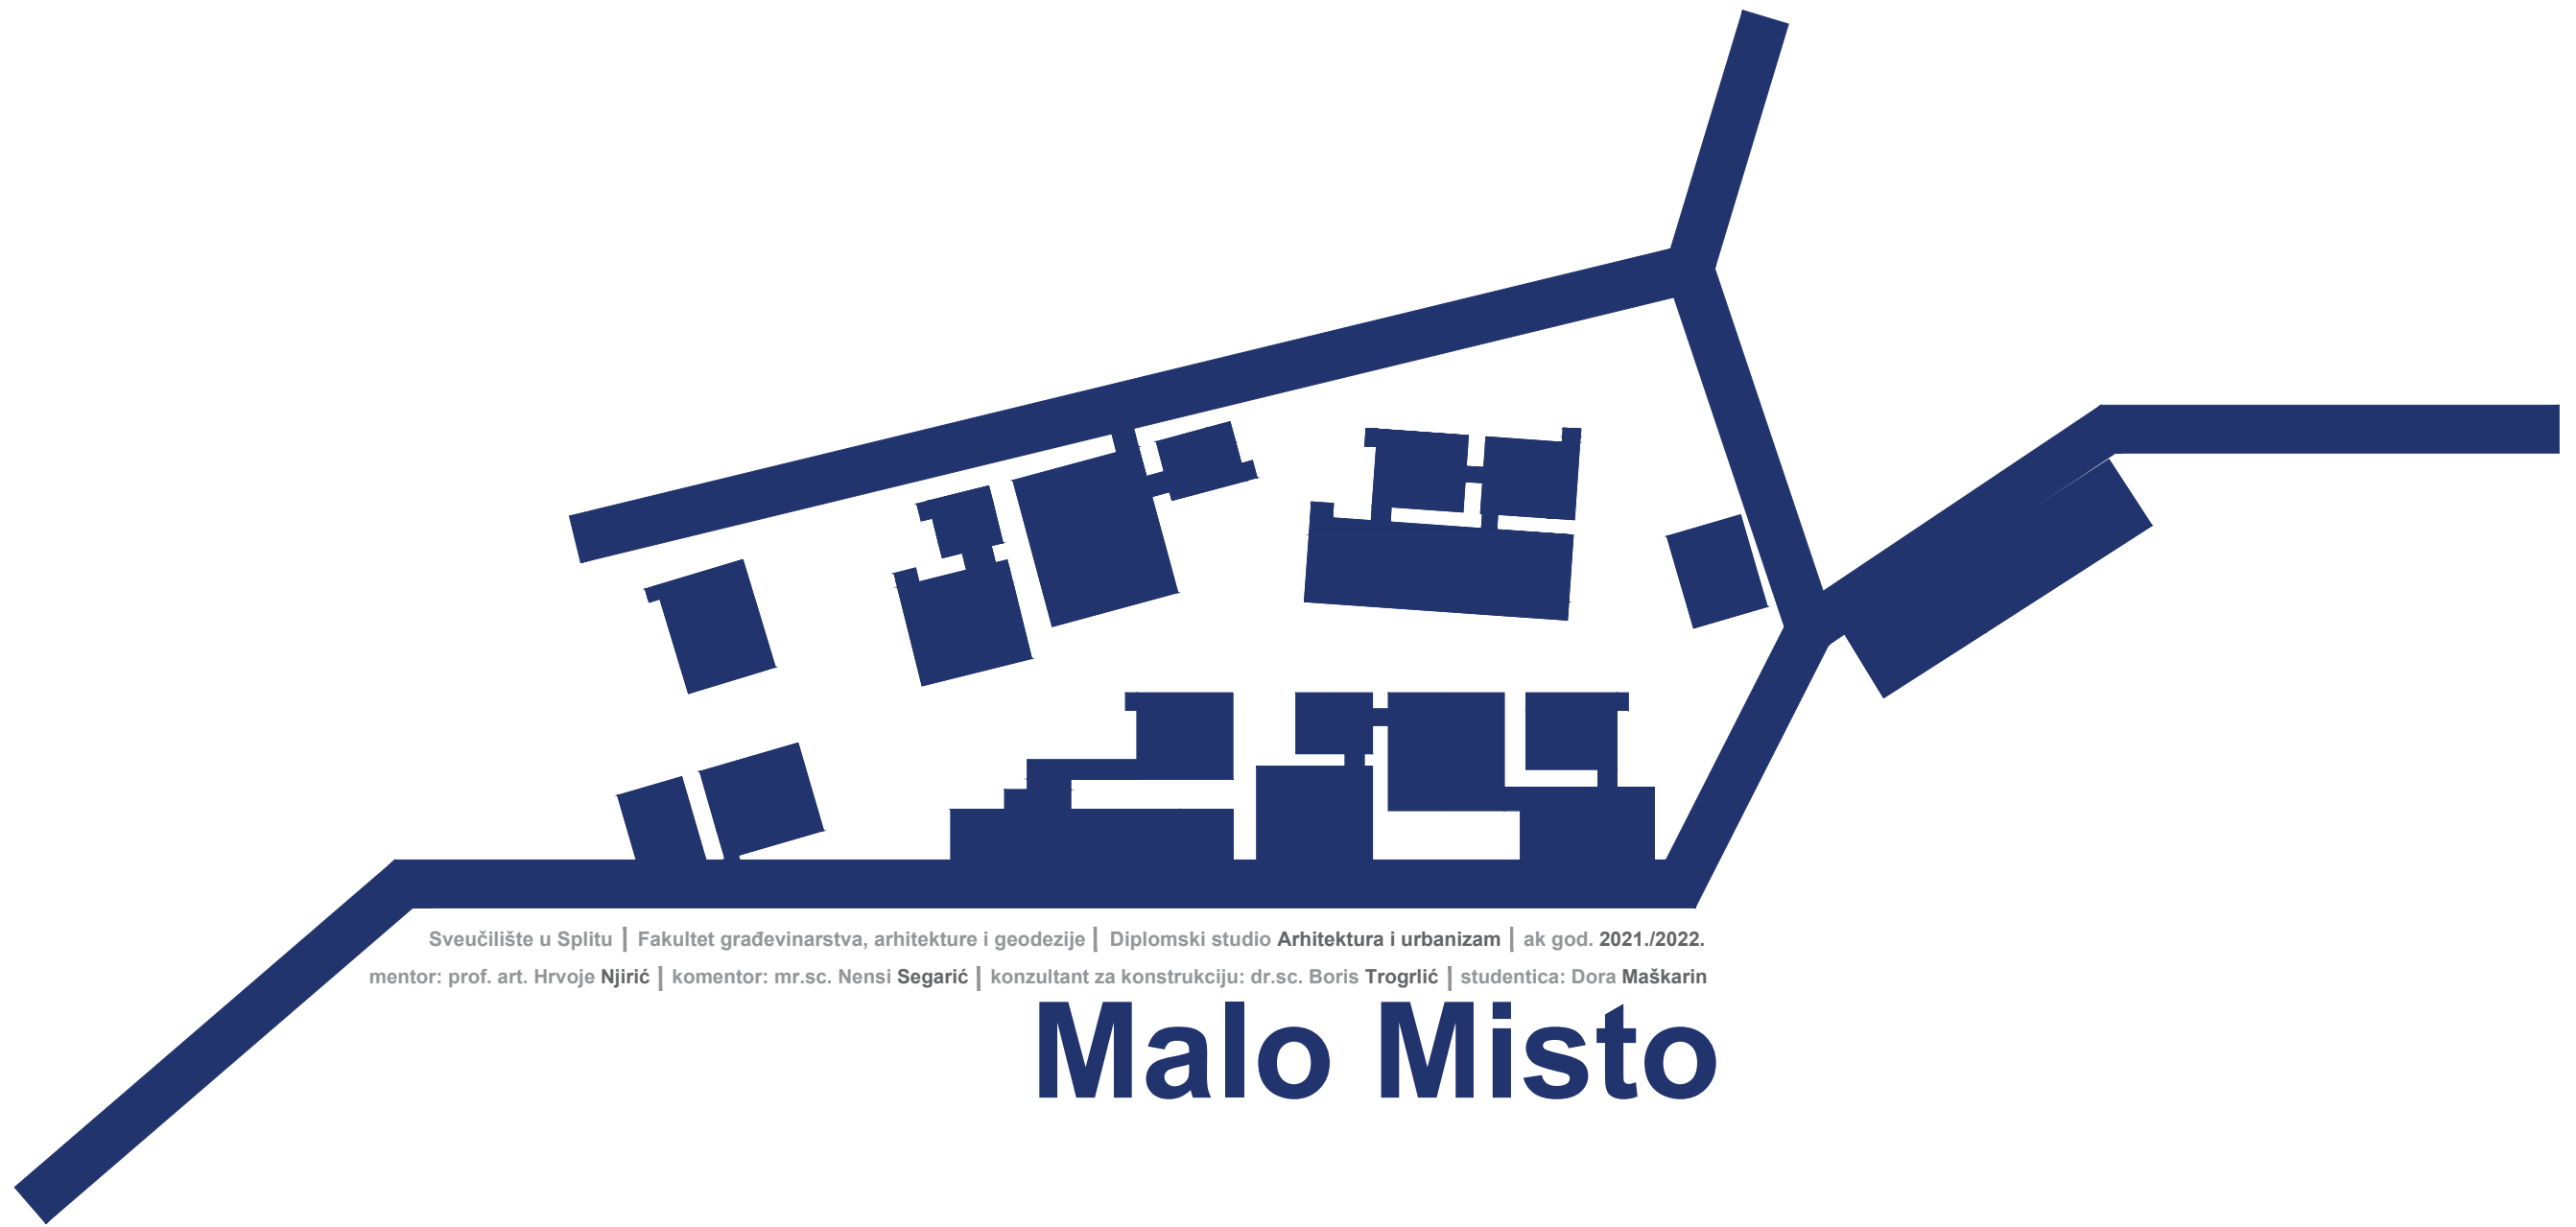 Sveučilište u Splitu | Fakultet građevinarstva, arhitekture i geodezije | Diplomski studio Arhitektura i urbanizam | ak god. 2021./2022.
mentor: prof. art. Hrvoje Njirić | komentor: mr.sc. Nensi Segarić | konzultant za konstrukciju: dr.sc. Boris Trogrlić | studentica: Dora Maškarin
Malo Misto